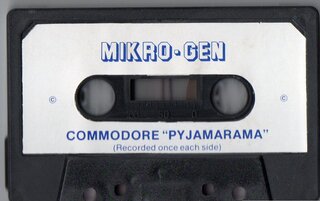 MIKRO•GEN
© ©
COMMODORE "PYJAMARAMA"
(Recorded once each side)